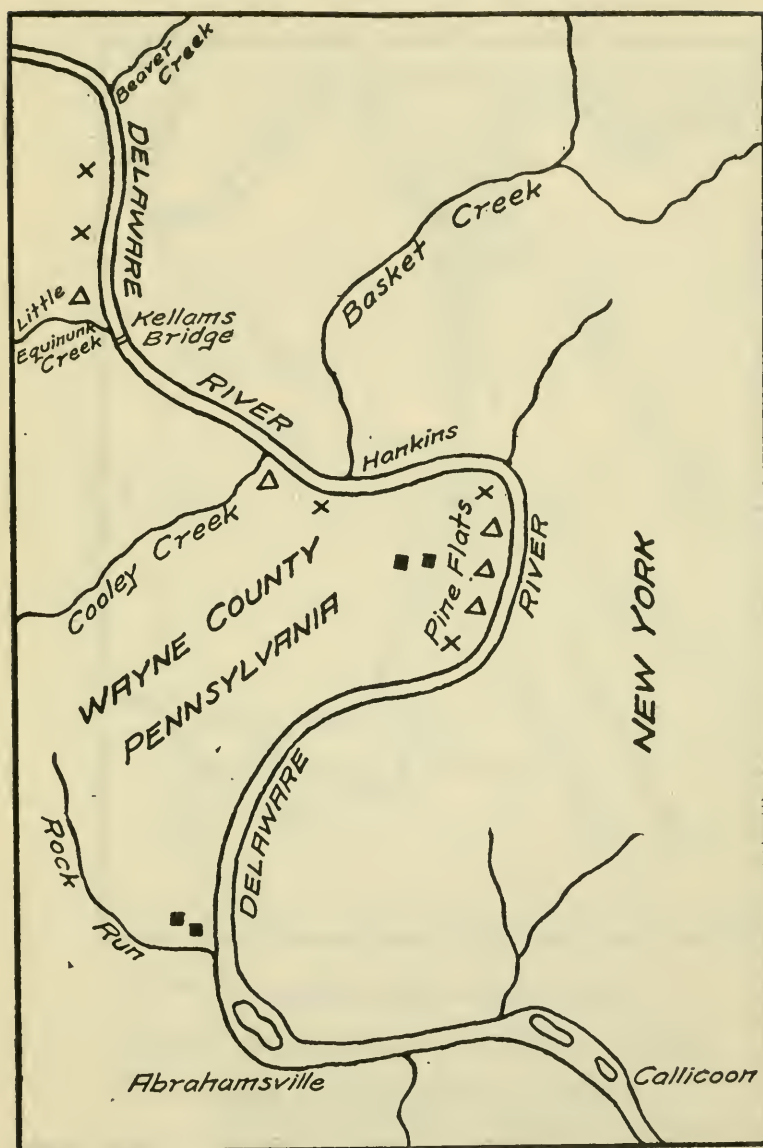 Beaver
Creek
DELAWARE
Little
Equinunk
Creek
Kellams
Bridge
RIVER
Basket Creek
Hankins
Cooley Creek
Pine Flats
RIVER
WAYNE COUNTY
PENNSYLVANIA
NEW YORK
DELAWARE
Rock
Run
Abrahamsville
Callicoon